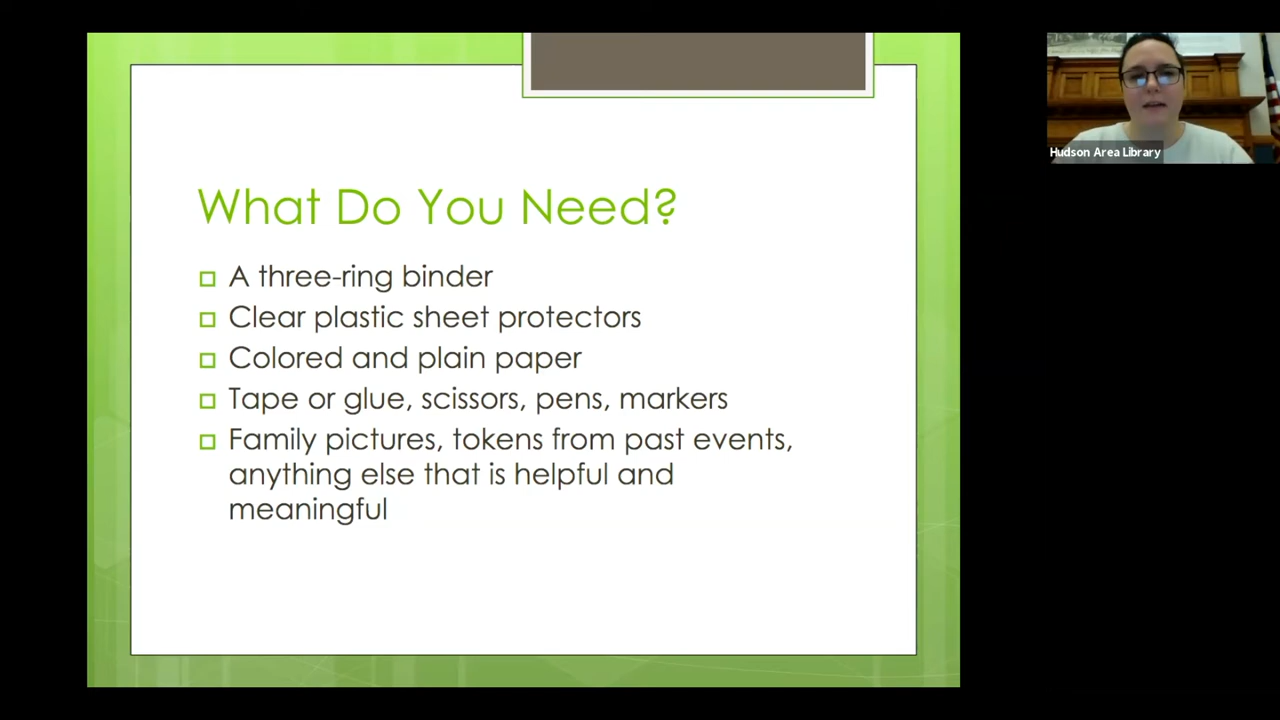 What Do You Need?
A three-ring binder
Clear plastic sheet protectors
Colored and plain paper
Tape or glue, scissors, pens, markers
Family pictures, tokens from past events,
anything else that is helpful and
meaningful
Hudson Area Library